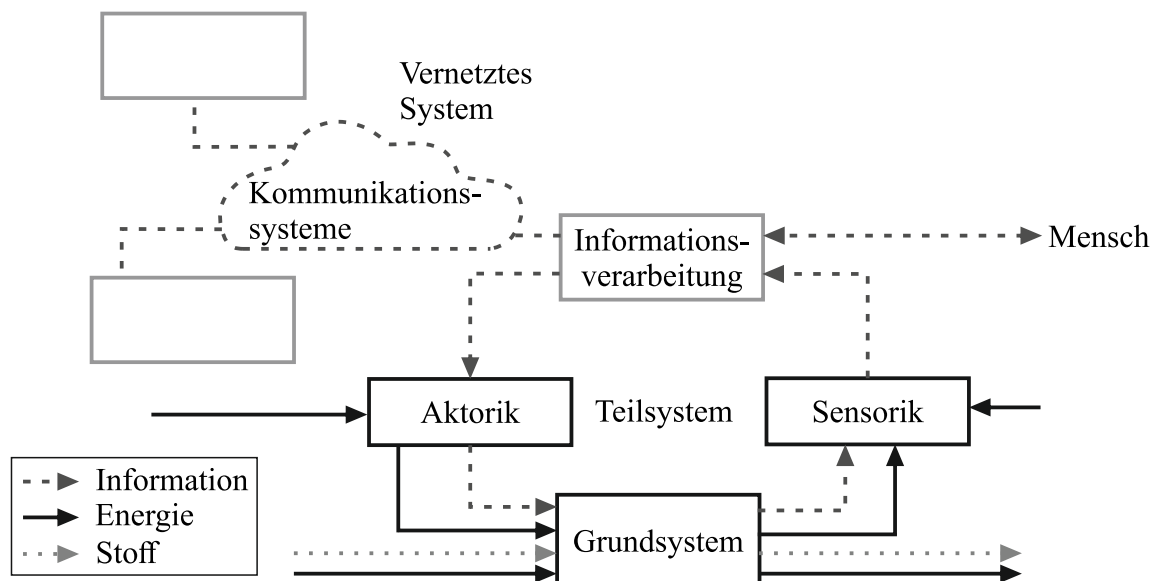 Vernetztes
System
Kommunikations-
systeme
Informations-
verarbeitung
Mensch
Aktorik
Teilsystem
Sensorik
Information
Energie
Stoff
Grundsystem